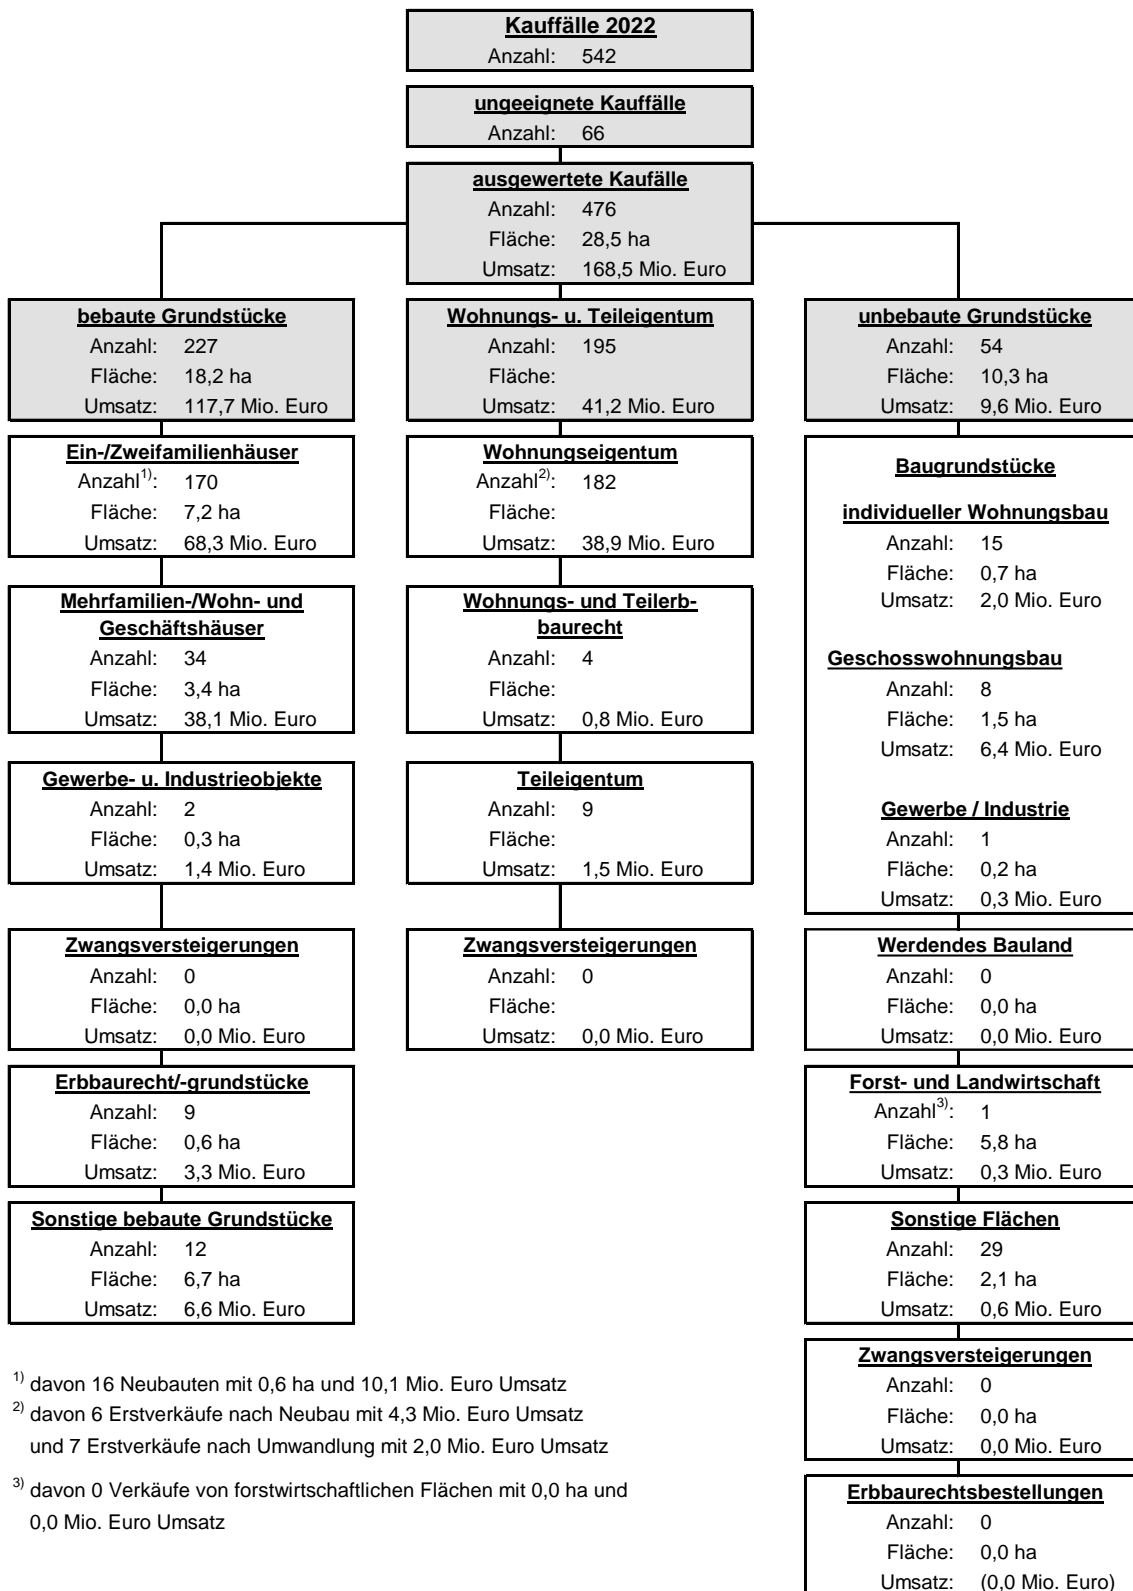 Kauffälle 2022
Anzahl: 542
ungeeignete Kauffälle
Anzahl: 66
ausgewertete Kaufälle
Anzahl: 476
Fläche: 28,5 ha
Umsatz: 168,5 Mio. Euro
bebaute Grundstücke
Anzahl: 227
Fläche: 18,2 ha
Umsatz: 117,7 Mio. Euro
Ein-/Zweifamilienhäuser
Anzahl1): 170
Fläche: 7,2 ha
Umsatz: 68,3 Mio. Euro
Mehrfamilien-/Wohn- und
Geschäftshäuser
Anzahl: 34
Fläche: 3,4 ha
Umsatz: 38,1 Mio. Euro
Gewerbe- u. Industrieobjekte
Anzahl: 2
Fläche: 0,3 ha
Umsatz: 1,4 Mio. Euro
Zwangsversteigerungen
Anzahl: 0
Fläche: 0,0 ha
Umsatz: 0,0 Mio. Euro
Erbbaurecht/-grundstücke
Anzahl: 9
Fläche: 0,6 ha
Umsatz: 3,3 Mio. Euro
Sonstige bebaute Grundstücke
Anzahl: 12
Fläche: 6,7 ha
Umsatz: 6,6 Mio. Euro
Wohnungs- u. Teileigentum
Anzahl: 195
Fläche:
Umsatz: 41,2 Mio. Euro
Wohnungseigentum
Anzahl2): 182
Fläche:
Umsatz: 38,9 Mio. Euro
Wohnungs- und Teilerb-
baurecht
Anzahl: 4
Fläche:
Umsatz: 0,8 Mio. Euro
Teileigentum
Anzahl: 9
Fläche:
Umsatz: 1,5 Mio. Euro
Zwangsversteigerungen
Anzahl: 0
Fläche:
Umsatz: 0,0 Mio. Euro
unbebaute Grundstücke
Anzahl: 54
Fläche: 10,3 ha
Umsatz: 9,6 Mio. Euro
Baugrundstücke
individueller Wohnungsbau
Anzahl: 15
Fläche: 0,7 ha
Umsatz: 2,0 Mio. Euro
Geschosswohnungsbau
Anzahl: 8
Fläche: 1,5 ha
Umsatz: 6,4 Mio. Euro
Gewerbe / Industrie
Anzahl: 1
Fläche: 0,2 ha
Umsatz: 0,3 Mio. Euro
Werdendes Bauland
Anzahl: 0
Fläche: 0,0 ha
Umsatz: 0,0 Mio. Euro
Forst- und Landwirtschaft
Anzahl3): 1
Fläche: 5,8 ha
Umsatz: 0,3 Mio. Euro
Sonstige Flächen
Anzahl: 29
Fläche: 2,1 ha
Umsatz: 0,6 Mio. Euro
Zwangsversteigerungen
Anzahl: 0
Fläche: 0,0 ha
Umsatz: 0,0 Mio. Euro
Erbbaurechtsbestellungen
Anzahl: 0
Fläche: 0,0 ha
Umsatz: (0,0 Mio. Euro)
1) davon 16 Neubauten mit 0,6 ha und 10,1 Mio. Euro Umsatz
2) davon 6 Erstverkäufe nach Neubau mit 4,3 Mio. Euro Umsatz
und 7 Erstverkäufe nach Umwandlung mit 2,0 Mio. Euro Umsatz
3) davon 0 Verkäufe von forstwirtschaftlichen Flächen mit 0,0 ha und
0,0 Mio. Euro Umsatz